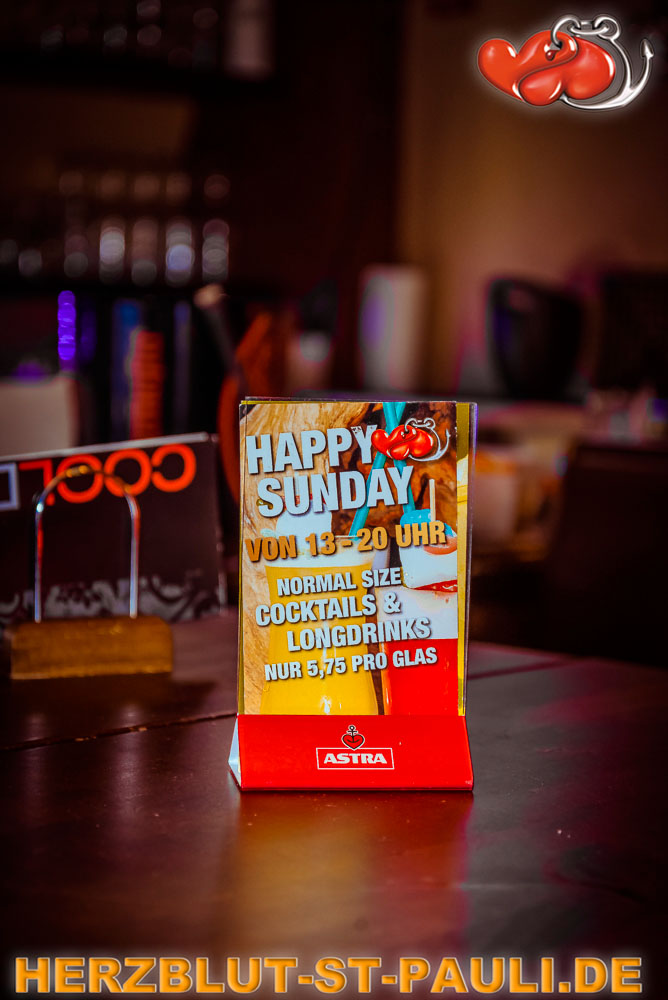 COOL
HAPPY
SUNDAY
VON 13 - 20 UHR
NORMAL SIZE
COCKTAILS &
LONGDRINKS
NUR 5,75 PRO GLAS
ASTRA
HERZBLUT-ST-PAULI.DE